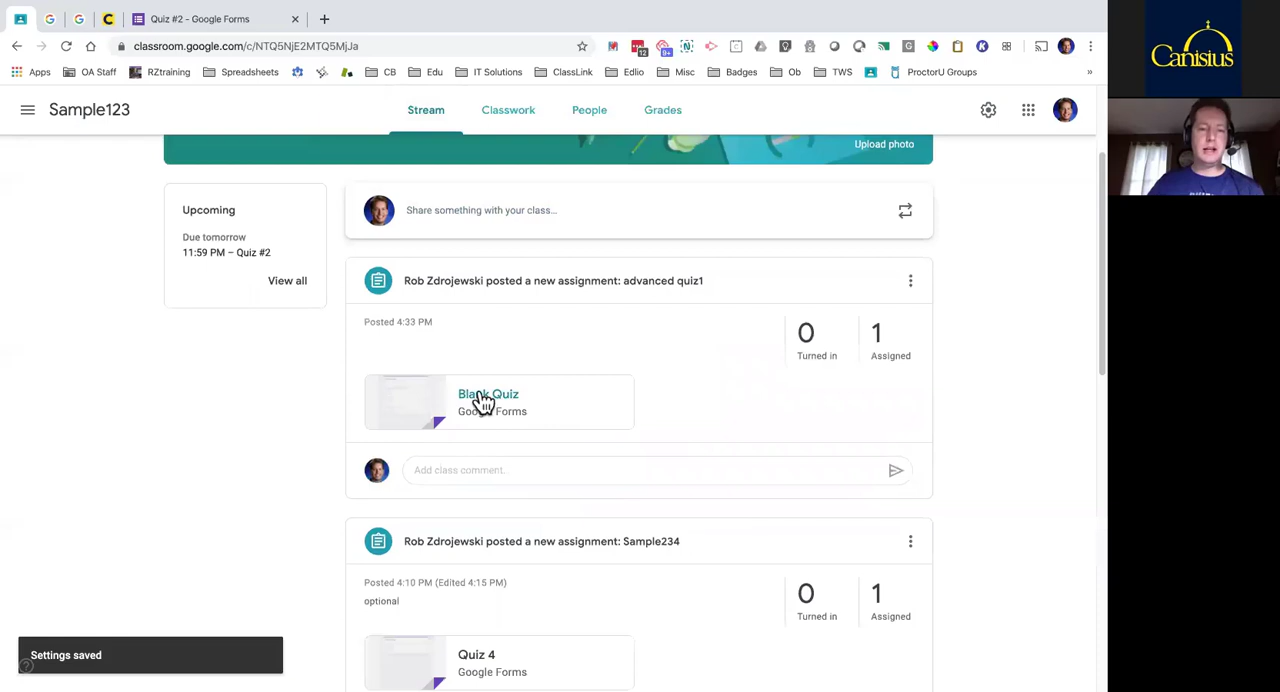 Quiz #2 - Google Forms
classroom.google.com/c/NTQ5NjE2MTQ5MjJa
Apps OA Staff RZtraining Spreadsheets CB Edu IT Solutions ClassLink Edlio Misc Badges Ob TWS ProctorU Groups »
Canisius
Sample123
Stream Classwork People Grades
Upload photo
Upcoming
Due tomorrow
11:59 PM – Quiz #2
View all
Share something with your class...
Rob Zdrojewski posted a new assignment: advanced quiz1
Posted 4:33 PM
0
Turned in
1
Assigned
Blank Quiz
Google Forms
Add class comment.
Rob Zdrojewski posted a new assignment: Sample234
Posted 4:10 PM (Edited 4:15 PM)
optional
0
Turned in
1
Assigned
Quiz 4
Google Forms
Settings saved